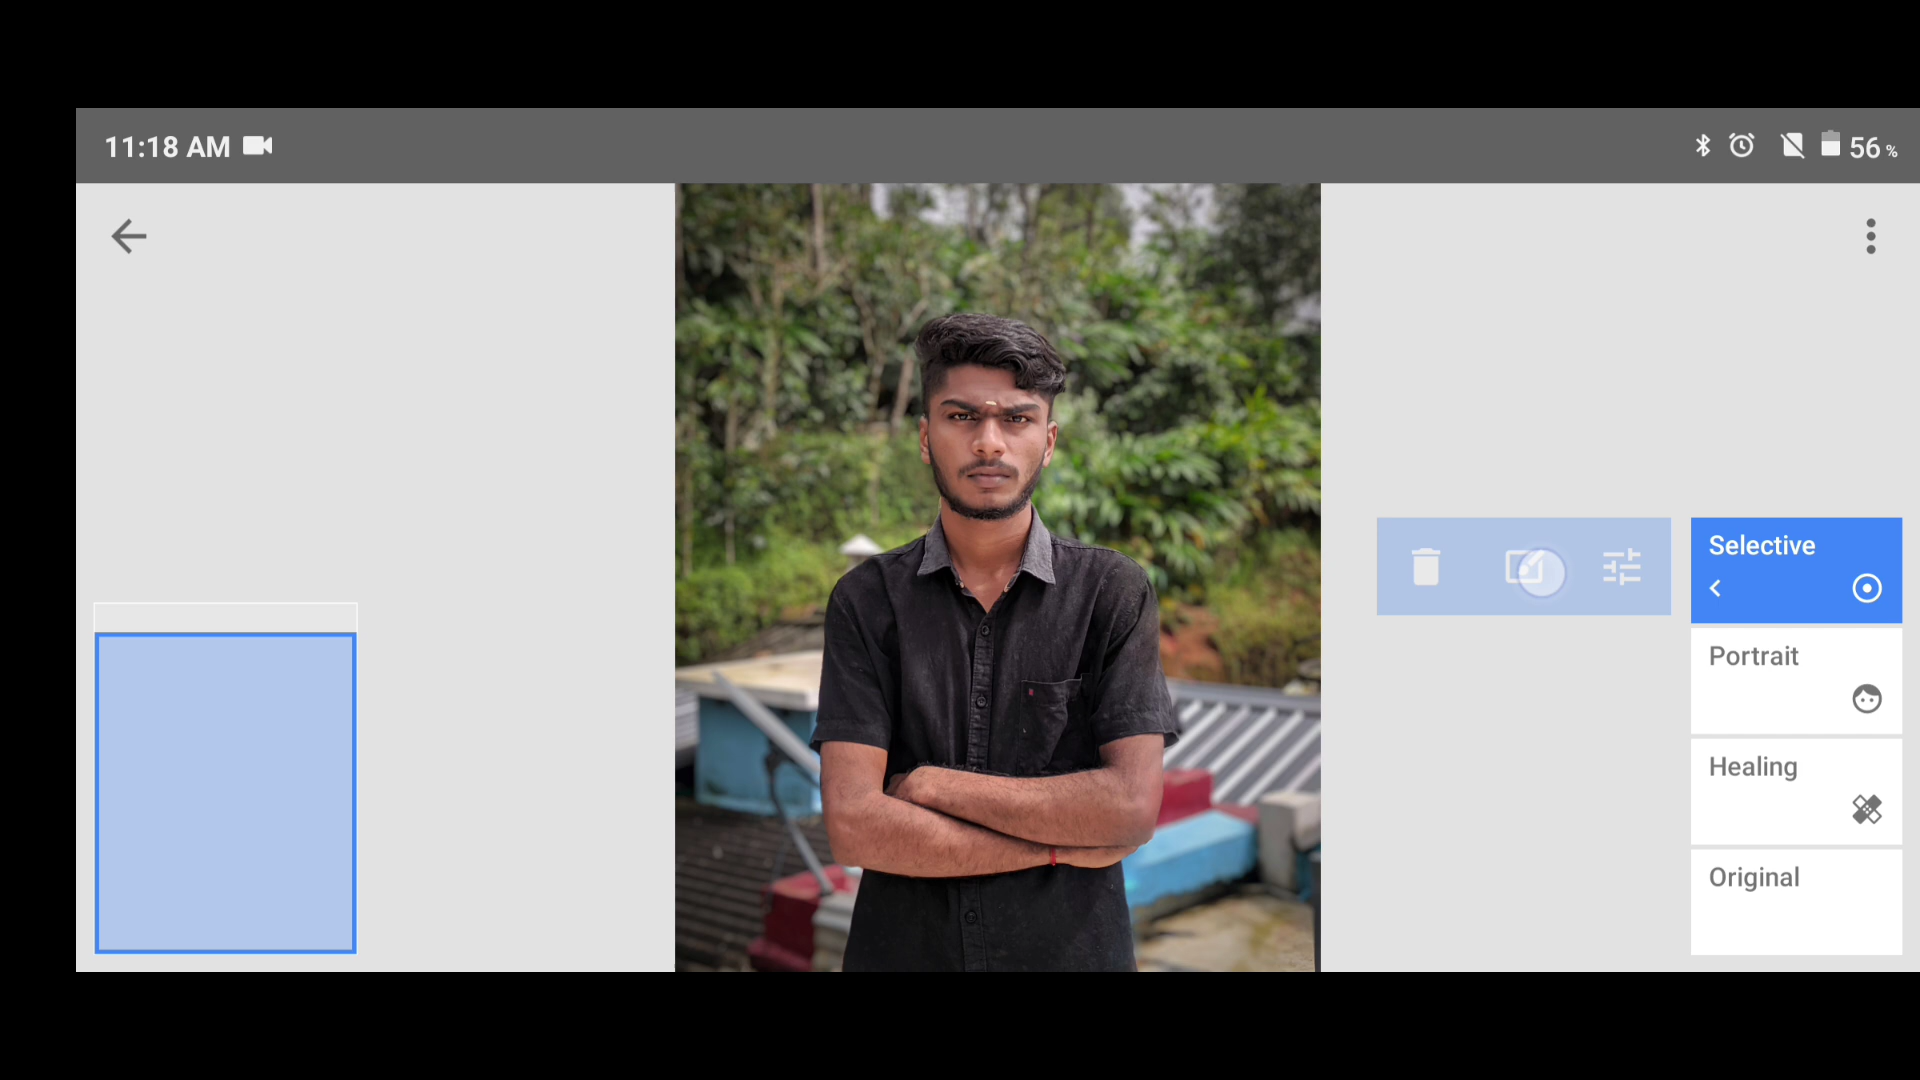 11:18 AM
56 %
Selective
Portrait
Healing
Original